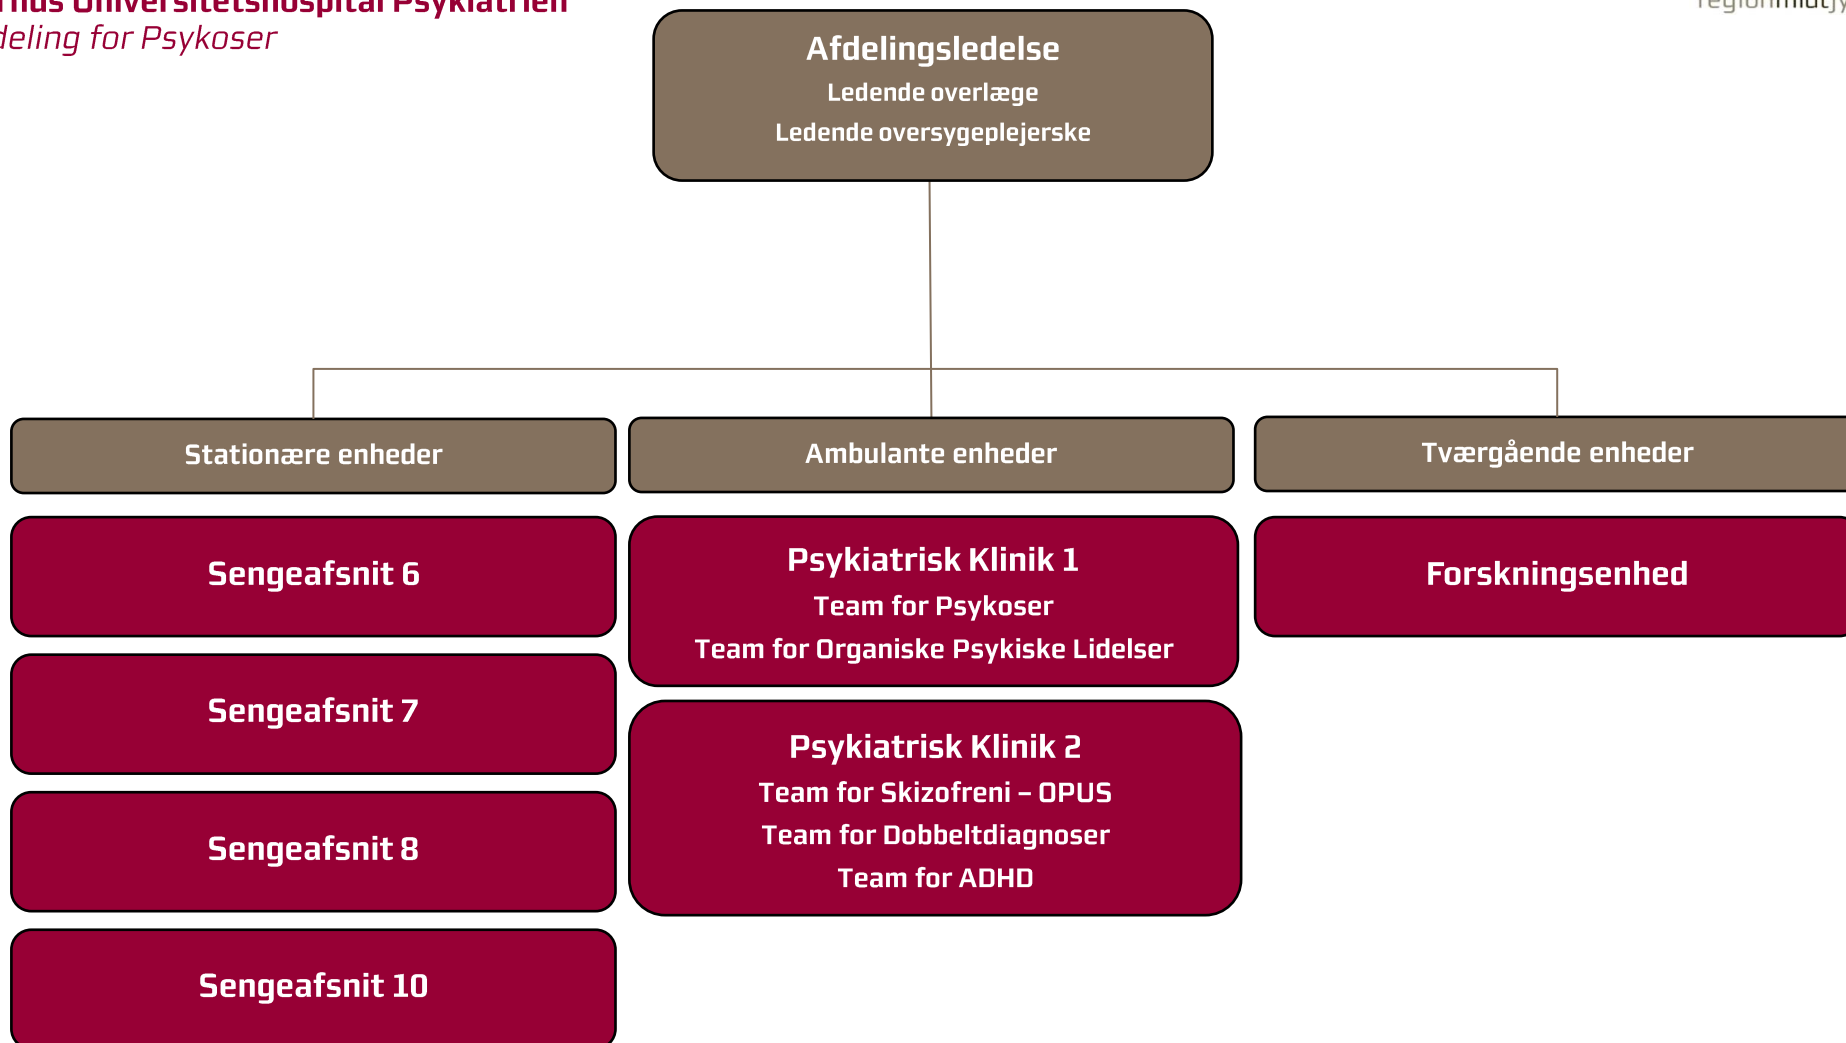 Universitetshospital Psykiatrien
for Psykoser
Afdelingsledelse
Ledende overlæge
Ledende oversygeplejerske
Stationære enheder
Ambulante enheder
Tværgående enheder
Sengeafsnit 6
Sengeafsnit 7
Sengeafsnit 8
Sengeafsnit 10
Psykiatrisk Klinik 1
Team for Psykoser
Team for Organiske Psykiske Lidelser
Psykiatrisk Klinik 2
Team for Skizofreni – OPUS
Team for Dobbeltdiagnoser
Team for ADHD
Forskningsenhed